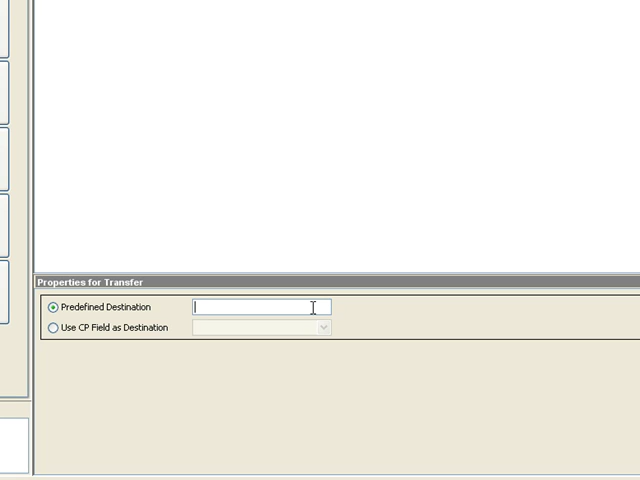 Properties for Transfer
Predefined Destination
Use CP Field as Destination